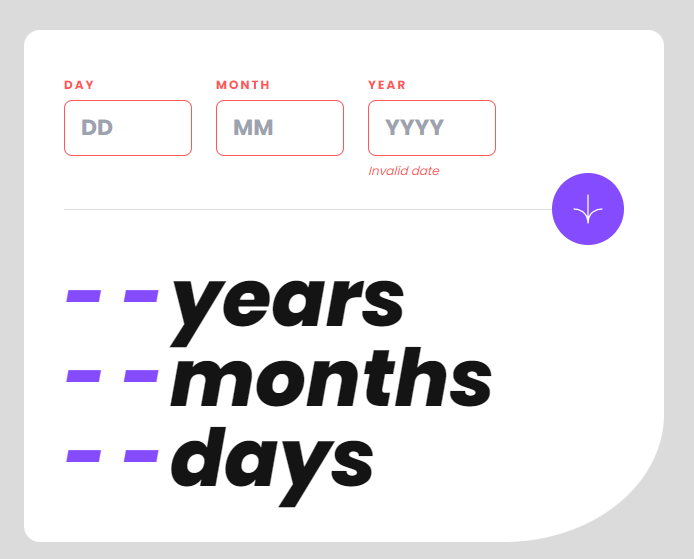 DAY MONTH YEAR
DD MM YYYY
Invalid date
- - years
- - months
- - days